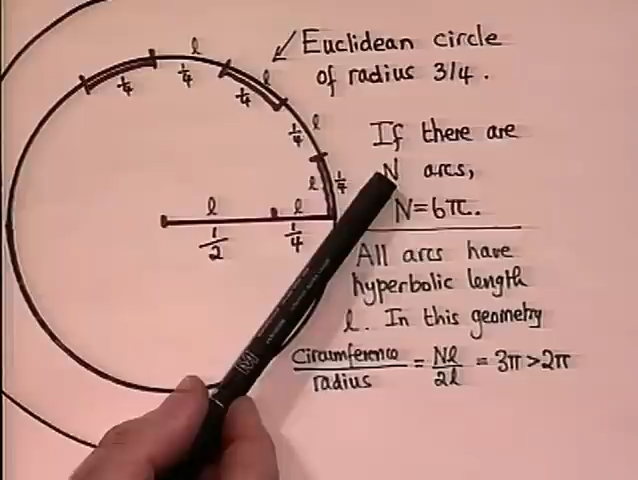 Euclidean circle
of radius 3/4.
l
1/4
1/4
l
1/4
l
1/4
l
1/4
l
1/2
l
1/4
If there are
N arcs,
N=6π.
All arcs have
hyperbolic length
l. In this geometry
Circumference/radius = Nl/2l = 3π>2π
M